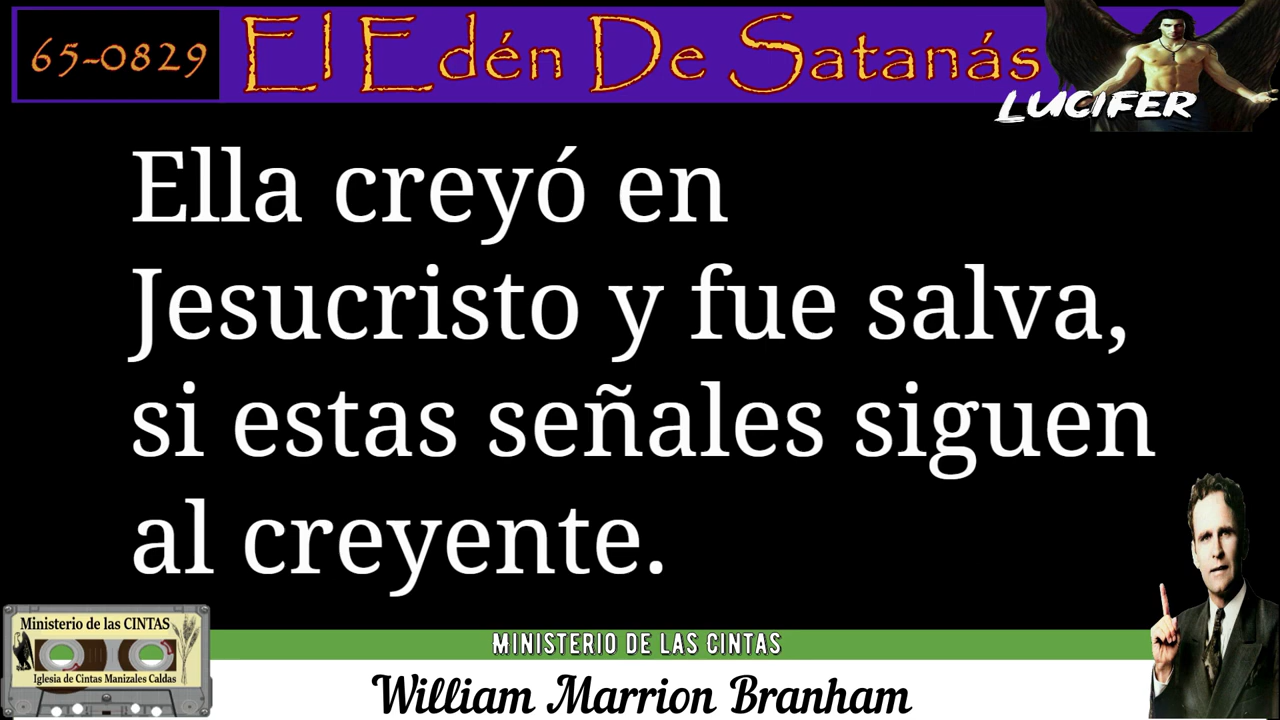 65-0829
El Edén De Satanás
LUCIFER
Ella creyó en
Jesucristo y fue salva,
si estas señales siguen
al creyente.
Ministerio de las CINTAS
Iglesia de Cintas Manizales Caldas
MINISTERIO DE LAS CINTAS
William Marrion Branham